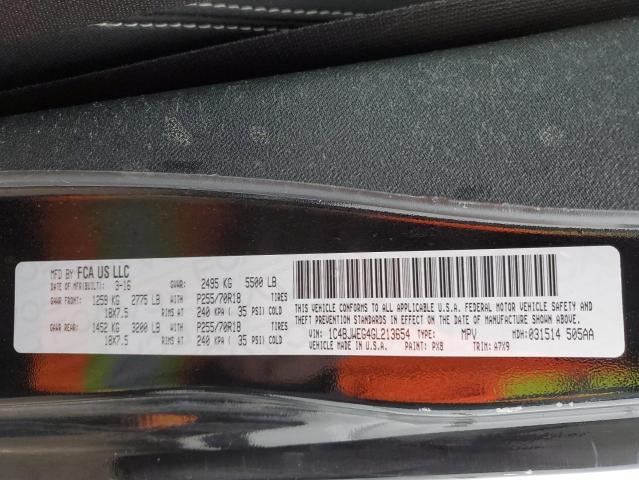 MFD BY FCA US LLC
DATE OF MFR(BUILT): 3-16 GVWR: 2495 KG 5500 LB
GAWR FRONT: 1259 KG 2775 LB WITH P255/70R18 TIRES
18X7.5 RIMS AT 240 KPA ( 35 PSI) COLD
GAWR REAR: 1452 KG 3200 LB WITH P255/70R18 TIRES
18X7.5 RIMS AT 240 KPA ( 35 PSI) COLD
THIS VEHICLE CONFORMS TO ALL APPLICABLE U.S.A. FEDERAL MOTOR VEHICLE SAFETY AND
THEFT PREVENTION STANDARDS IN EFFECT ON THE DATE OF MANUFACTURE SHOWN ABOVE.
VIN: 1C4BJWEG4GL213654 TYPE: MPV MDH: 031514 505AA
MADE IN U.S.A. PAINT: PX8 TRIM: A7X9